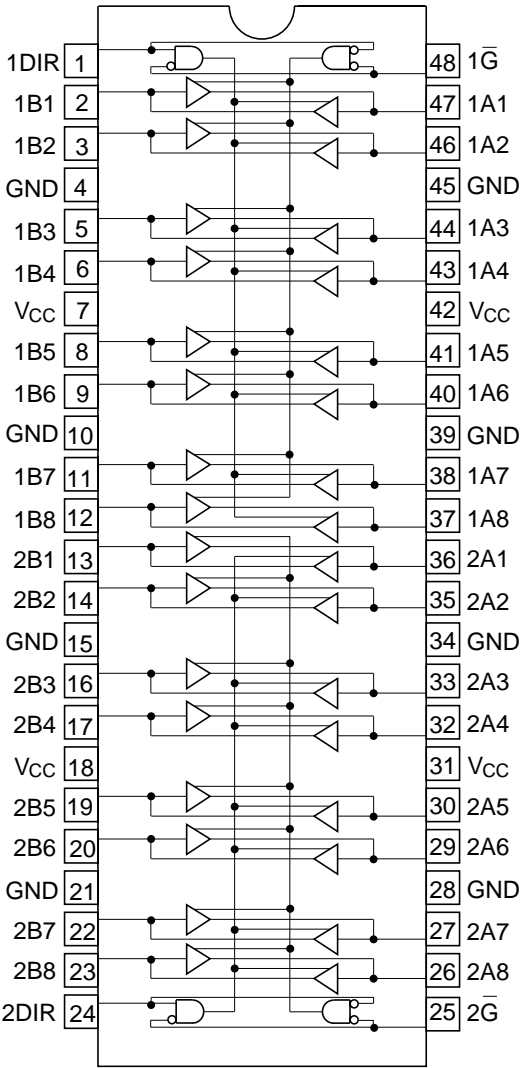 1DIR 1 48 1G̅
1B1 2 47 1A1
1B2 3 46 1A2
GND 4 45 GND
1B3 5 44 1A3
1B4 6 43 1A4
VCC 7 42 VCC
1B5 8 41 1A5
1B6 9 40 1A6
GND 10 39 GND
1B7 11 38 1A7
1B8 12 37 1A8
2B1 13 36 2A1
2B2 14 35 2A2
GND 15 34 GND
2B3 16 33 2A3
2B4 17 32 2A4
VCC 18 31 VCC
2B5 19 30 2A5
2B6 20 29 2A6
GND 21 28 GND
2B7 22 27 2A7
2B8 23 26 2A8
2DIR 24 25 2G̅